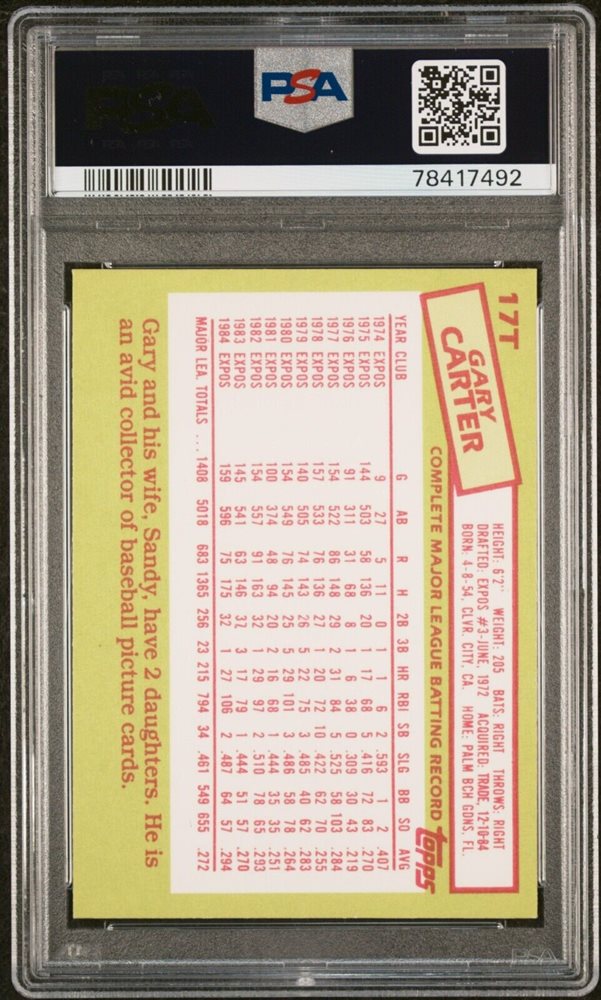 PSA
78417492
17T
GARY
CARTER
HEIGHT: 6'2" WEIGHT: 205 BATS: RIGHT THROWS: RIGHT
DRAFTED: EXPOS #3-JUNE, 1972 ACQUIRED: TRADE, 12-10-84
BORN: 4-8-54, CLVR. CITY, CA. HOME: PALM BCH GDNS, FL.
COMPLETE MAJOR LEAGUE BATTING RECORD topps
YEAR CLUB G AB R H 2B 3B HR RBI SB SLG BB SO AVG
1974 EXPOS 9 27 5 11 0 1 1 6 2 .593 1 2 .407
1975 EXPOS 144 503 58 136 20 1 17 68 5 .416 72 83 .270
1976 EXPOS 91 311 31 68 8 1 6 38 0 .309 30 43 .219
1977 EXPOS 154 522 86 148 29 2 31 84 5 .525 58 103 .284
1978 EXPOS 157 533 76 136 27 1 20 72 10 .422 62 70 .255
1979 EXPOS 140 505 74 143 26 5 22 75 3 .485 40 62 .283
1980 EXPOS 154 549 76 145 25 5 29 101 3 .486 58 78 .264
1981 EXPOS 100 374 48 94 20 2 16 68 1 .444 35 35 .251
1982 EXPOS 154 557 91 163 32 1 29 97 2 .510 78 65 .293
1983 EXPOS 145 541 63 146 37 3 17 79 1 .444 51 57 .270
1984 EXPOS 159 596 75 175 32 1 27 106 2 .487 64 57 .294
MAJOR LEA. TOTALS ... 1408 5018 683 1365 256 23 215 794 34 .461 549 655 .272
Gary and his wife, Sandy, have 2 daughters. He is
an avid collector of baseball picture cards.
PSA